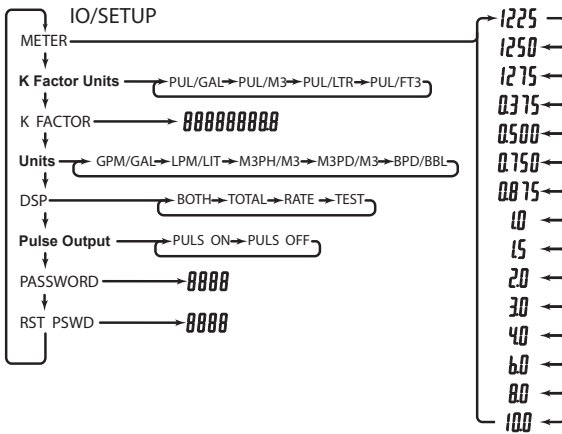 IO/SETUP
METER
K Factor Units PUL/GAL PUL/M3 PUL/LTR PUL/FT3
K FACTOR 88888888.8
Units GPM/GAL LPM/LIT M3PH/M3 M3PD/M3 BPD/BBL
DSP BOTH TOTAL RATE TEST
Pulse Output PULS ON PULS OFF
PASSWORD 8888
RST PSWD 8888
1225
1250
1275
0.375
0.500
0.750
0.875
1.0
1.5
2.0
3.0
4.0
6.0
8.0
10.0